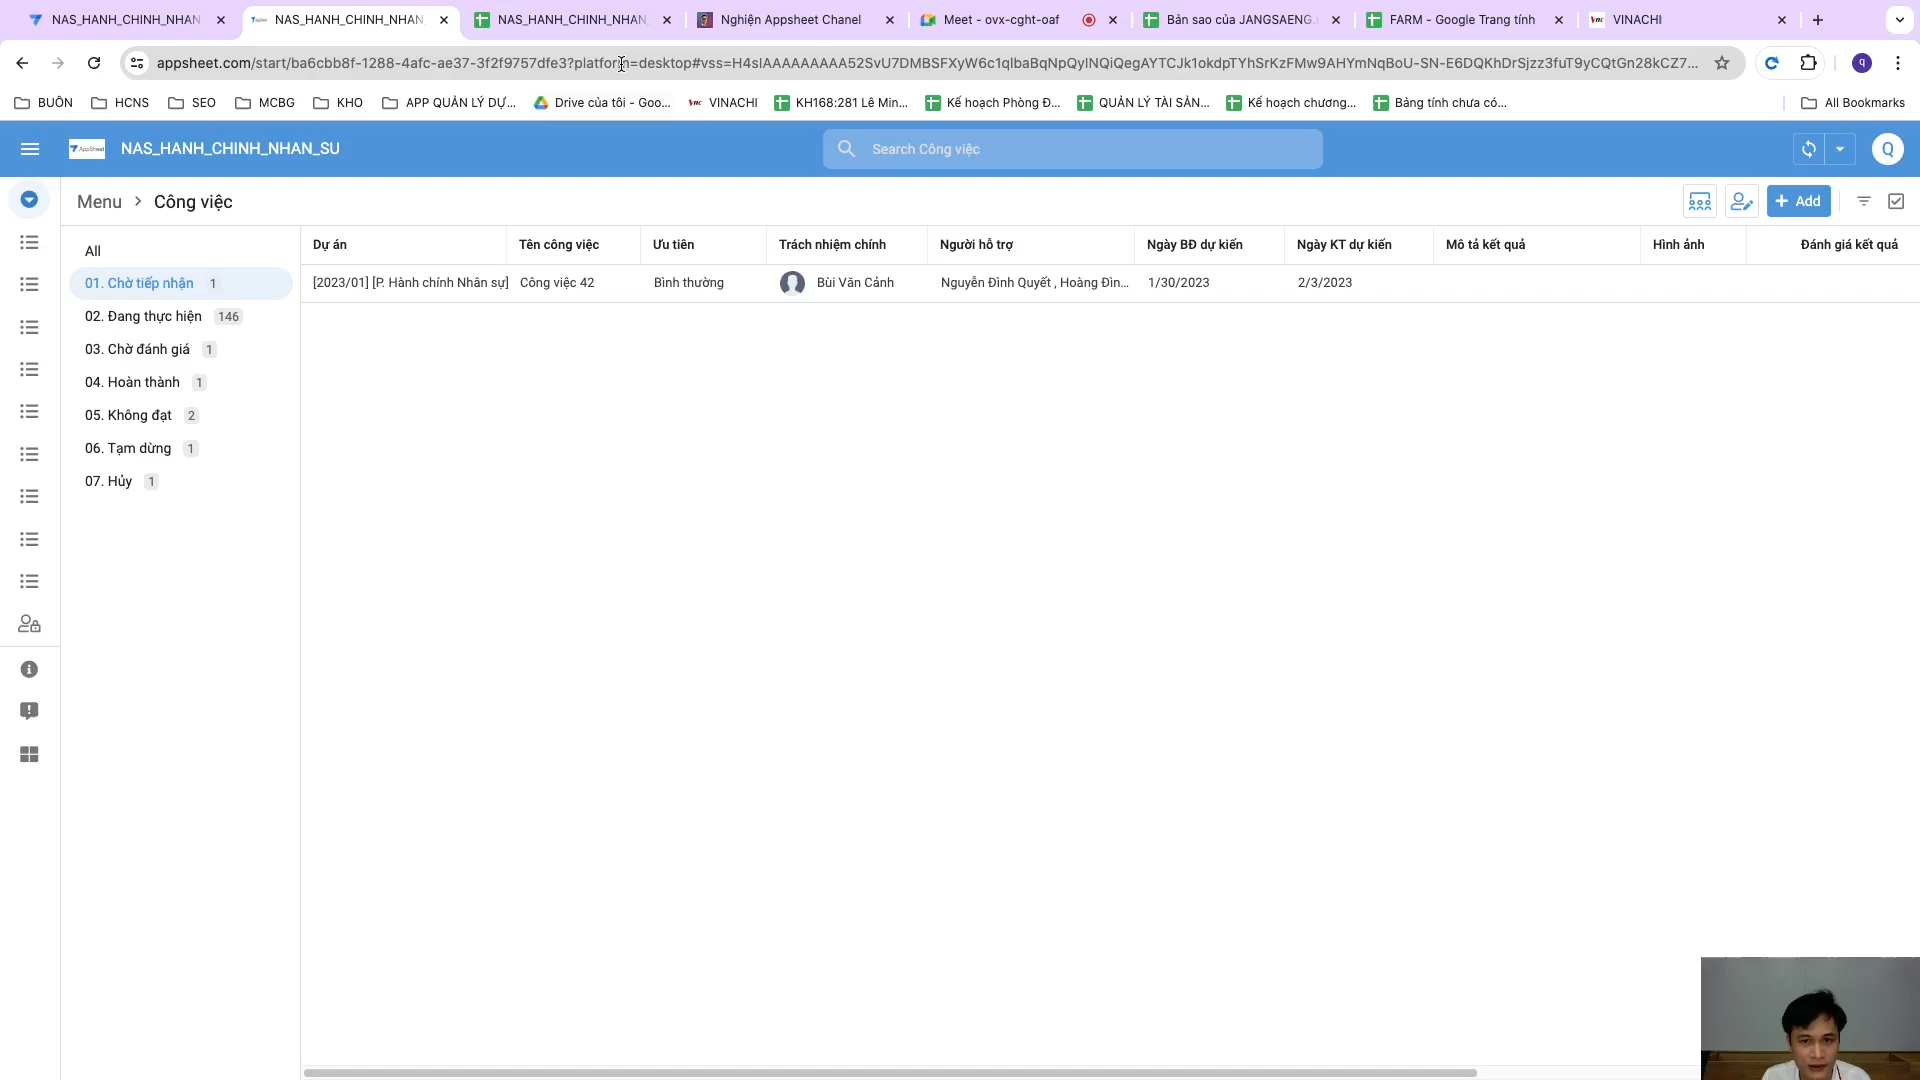 NAS_HANH_CHINH_NHAN
NAS_HANH_CHINH_NHAN_
NAS_HANH_CHINH_NHAN_
Nghiện Appsheet Chanel
Meet - ovx-cght-oaf
Bản sao của JANGSAENG.
FARM - Google Trang tính
VINACHI
appsheet.com/start/ba6cbb8f-1288-4afc-ae37-3f2f9757dfe3?platform=desktop#vss=H4sIAAAAAAAAA52SvU7DMBSFXyW6c1qlbaBqNpQyINQiQegAYTCJk1okdpTYhSrKzFMw9AHYmNqBoU-SN-E6DQKhDrSjzz3fuT9yCQtGn28kCZ7...
BUÔN
HCNS
SEO
MCBG
KHO
APP QUẢN LÝ DỰ...
Drive của tôi - Goo...
VINACHI
KH168:281 Lê Min...
Kế hoạch Phòng Đ...
QUẢN LÝ TÀI SẢN...
Kế hoạch chương...
Bảng tính chưa có...
All Bookmarks
AppSheet
NAS_HANH_CHINH_NHAN_SU
Search Công việc
Q
Menu > Công việc
Add
All
01. Chờ tiếp nhận 1
02. Đang thực hiện 146
03. Chờ đánh giá 1
04. Hoàn thành 1
05. Không đạt 2
06. Tạm dừng 1
07. Hủy 1
Dự án Tên công việc Ưu tiên Trách nhiệm chính Người hỗ trợ Ngày BĐ dự kiến Ngày KT dự kiến Mô tả kết quả Hình ảnh Đánh giá kết quả
[2023/01] [P. Hành chính Nhân sự] Công việc 42 Bình thường Bùi Văn Cảnh Nguyễn Đình Quyết , Hoàng Đìn... 1/30/2023 2/3/2023